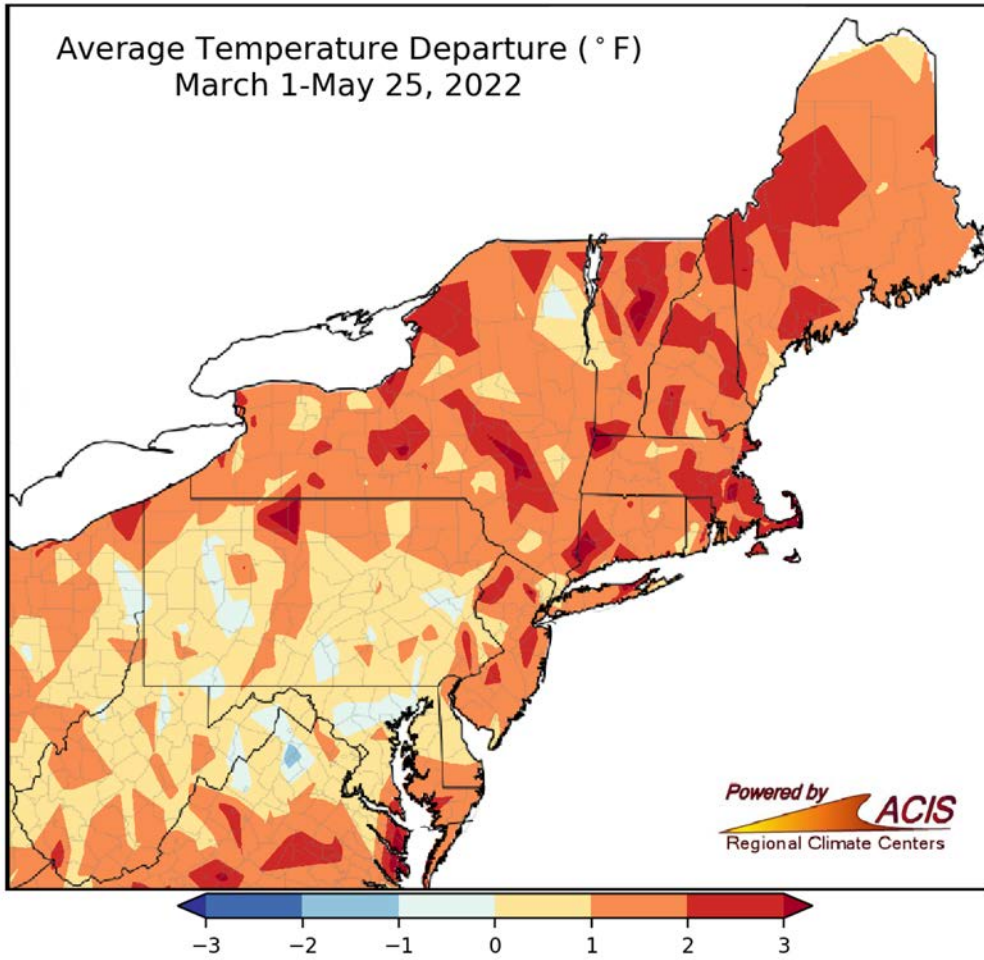 Average Temperature Departure (°F)
March 1-May 25, 2022
Powered by
ACIS
Regional Climate Centers
−3 −2 −1 0 1 2 3